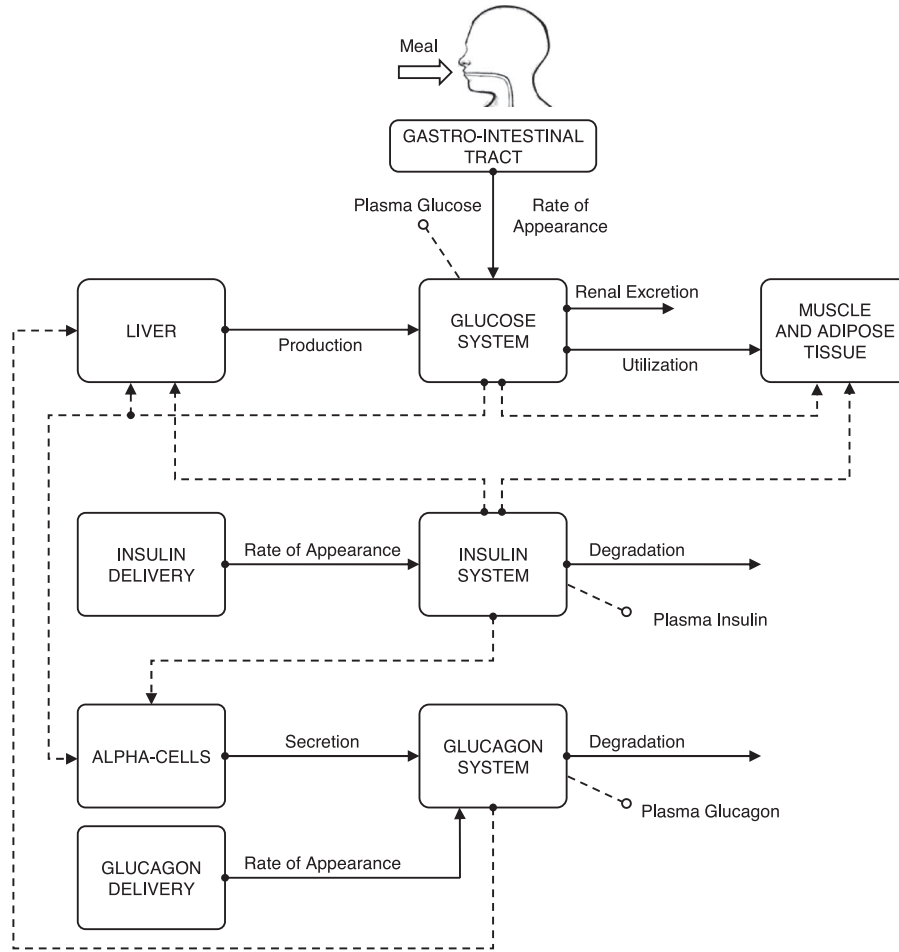 Meal
GASTRO-INTESTINAL
TRACT
Plasma Glucose
Rate of
Appearance
LIVER
Production
GLUCOSE
SYSTEM
Renal Excretion
Utilization
MUSCLE
AND ADIPOSE
TISSUE
INSULIN
DELIVERY
Rate of Appearance
INSULIN
SYSTEM
Degradation
Plasma Insulin
ALPHA-CELLS
Secretion
GLUCAGON
SYSTEM
Degradation
Plasma Glucagon
GLUCAGON
DELIVERY
Rate of Appearance